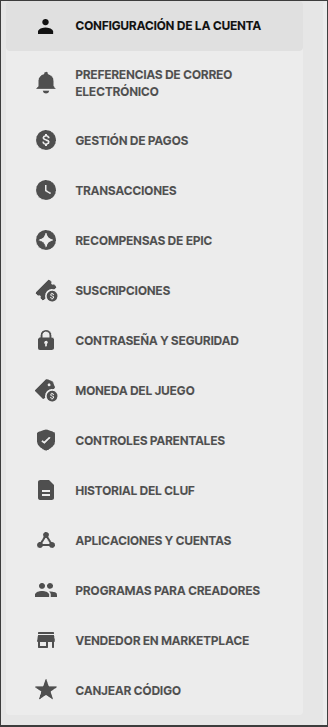 CONFIGURACIÓN DE LA CUENTA
PREFERENCIAS DE CORREO
ELECTRÓNICO
GESTIÓN DE PAGOS
TRANSACCIONES
RECOMPENSAS DE EPIC
SUSCRIPCIONES
CONTRASEÑA Y SEGURIDAD
MONEDA DEL JUEGO
CONTROLES PARENTALES
HISTORIAL DEL CLUF
APLICACIONES Y CUENTAS
PROGRAMAS PARA CREADORES
VENDEDOR EN MARKETPLACE
CANJEAR CÓDIGO